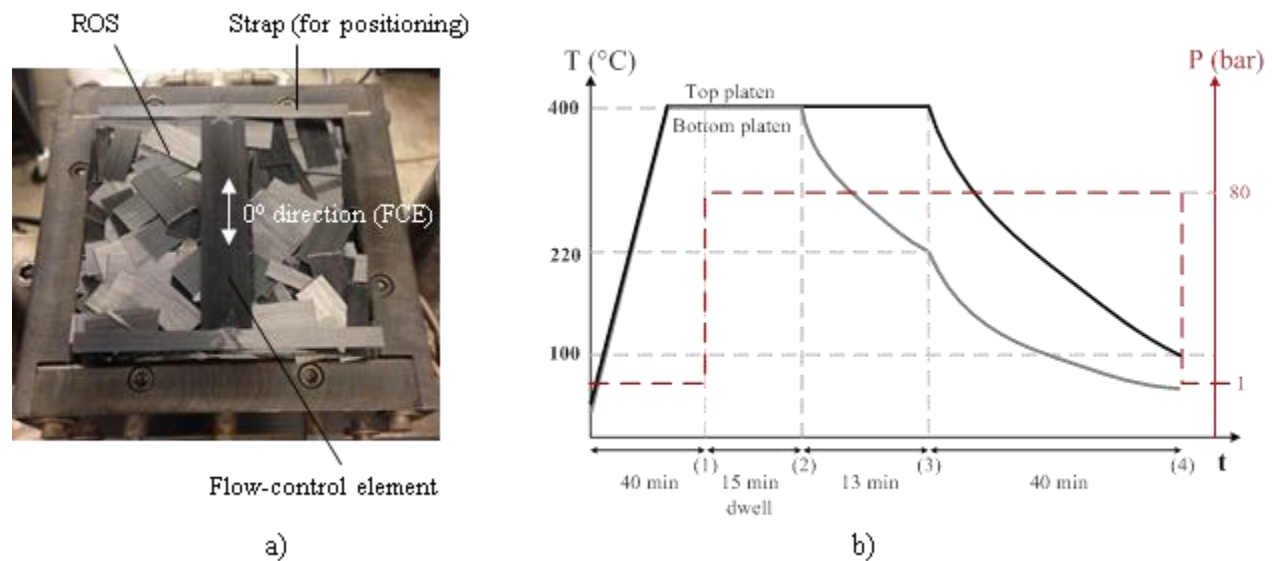 ROS
Strap (for positioning)
0º direction (FCE)
Flow-control element
a)
T (°C)
P (bar)
400
Top platen
Bottom platen
80
220
100
1
(1)
(2)
(3)
(4)
t
40 min
15 min
dwell
13 min
40 min
b)